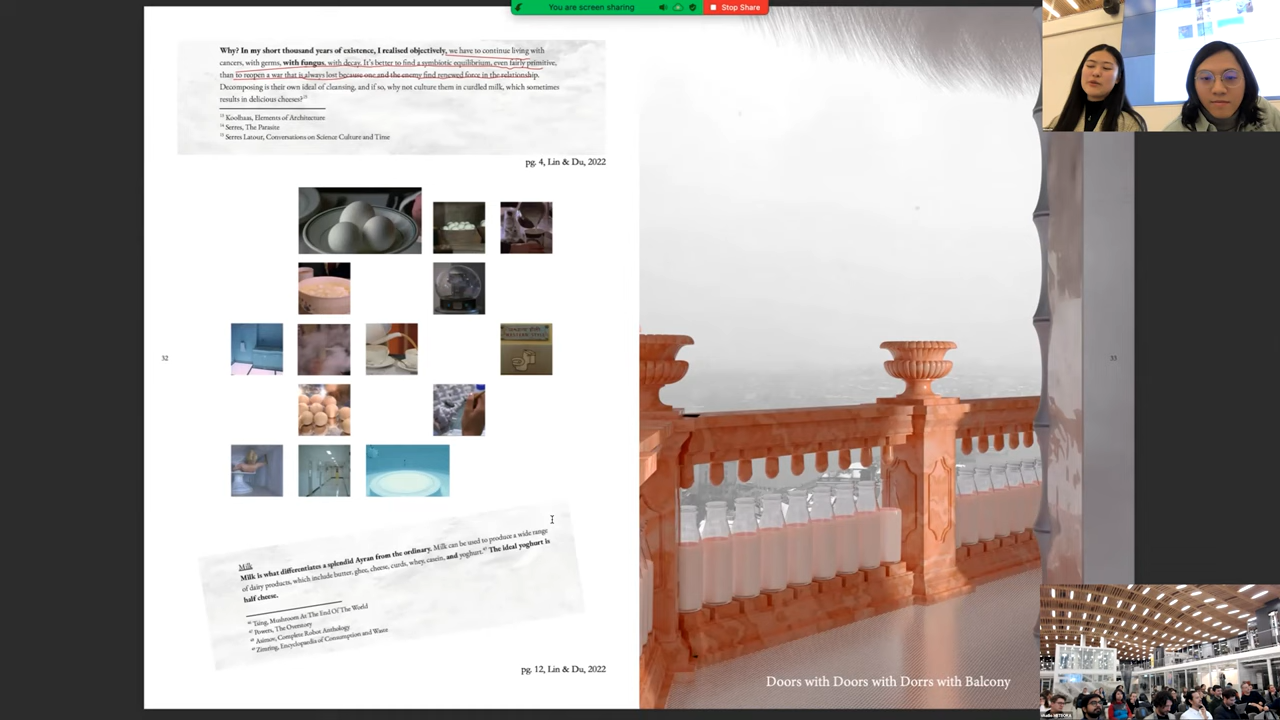 You are screen sharing
Stop Share
Why? In my short thousand years of existence, I realised objectively, we have to continue living with
cancers, with germs, with fungus, with decay. It's better to find a symbiotic equilibrium, even fairly primitive,
than to reopen a war that is always lost because one and the enemy find renewed force in the relationship.
Decomposing is their own ideal of cleansing, and if so, why not culture them in curdled milk, which sometimes
results in delicious cheeses?
Koolhaas, Elements of Architecture
Serres, The Parasite
Serres Latour, Conversations on Science Culture and Time
pg. 4, Lin & Du, 2022
32
33
Milk
Milk is what differentiates a splendid Ayran from the ordinary. Milk can be used to produce a wide range
of dairy products, which include butter, ghee, cheese, curds, whey, casein, and yoghurt. The ideal yoghurt is
half cheese.
Tsing, Mushroom At The End Of The World
Powers, The Overstory
Asimov, Complete Robot Anthology
Zimring, Encyclopaedia of Consumption and Waste
pg. 12, Lin & Du, 2022
Doors with Doors with Dorrs with Balcony